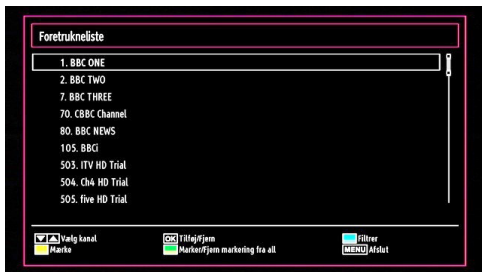 Foretrukneliste
1. BBC ONE
2. BBC TWO
7. BBC THREE
70. CBBC Channel
80. BBC NEWS
105. BBCi
503. ITV HD Trial
504. Ch4 HD Trial
505. five HD Trial
Vælg kanal
OK Tilføj/Fjern
Filtrer
Mærke
Marker/Fjern markering fra all
MENU Afslut